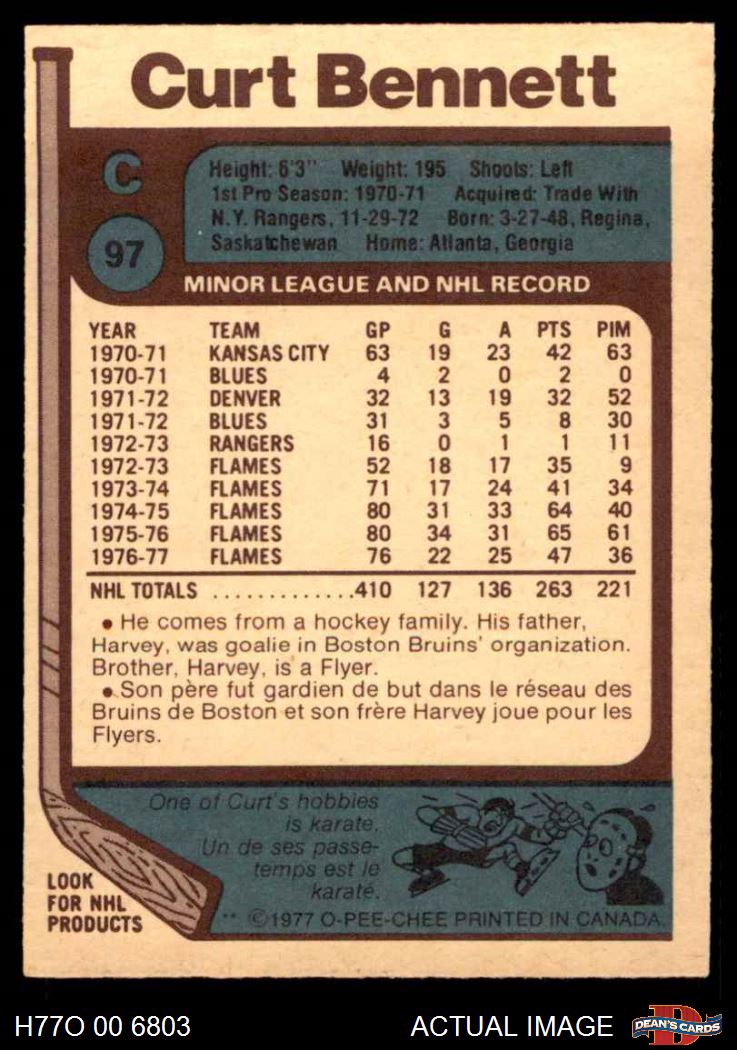 Curt Bennett
C
97
Height: 6'3" Weight: 195 Shoots: Left
1st Pro Season: 1970-71 Acquired: Trade With
N.Y. Rangers, 11-29-72 Born: 3-27-48, Regina,
Saskatchewan Home: Atlanta, Georgia
MINOR LEAGUE AND NHL RECORD
YEAR TEAM GP G A PTS PIM
1970-71 KANSAS CITY 63 19 23 42 63
1970-71 BLUES 4 2 0 2 0
1971-72 DENVER 32 13 19 32 52
1971-72 BLUES 31 3 5 8 30
1972-73 RANGERS 16 0 1 1 11
1972-73 FLAMES 52 18 17 35 9
1973-74 FLAMES 71 17 24 41 34
1974-75 FLAMES 80 31 33 64 40
1975-76 FLAMES 80 34 31 65 61
1976-77 FLAMES 76 22 25 47 36
NHL TOTALS ............410 127 136 263 221
• He comes from a hockey family. His father,
Harvey, was goalie in Boston Bruins' organization.
Brother, Harvey, is a Flyer.
• Son père fut gardien de but dans le réseau des
Bruins de Boston et son frère Harvey joue pour les
Flyers.
One of Curt's hobbies
is karate.
Un de ses passe-
temps est le
karaté.
LOOK
FOR NHL
PRODUCTS
** ©1977 O-PEE-CHEE PRINTED IN CANADA
H77O 00 6803 ACTUAL IMAGE
D
DEAN'S CARDS